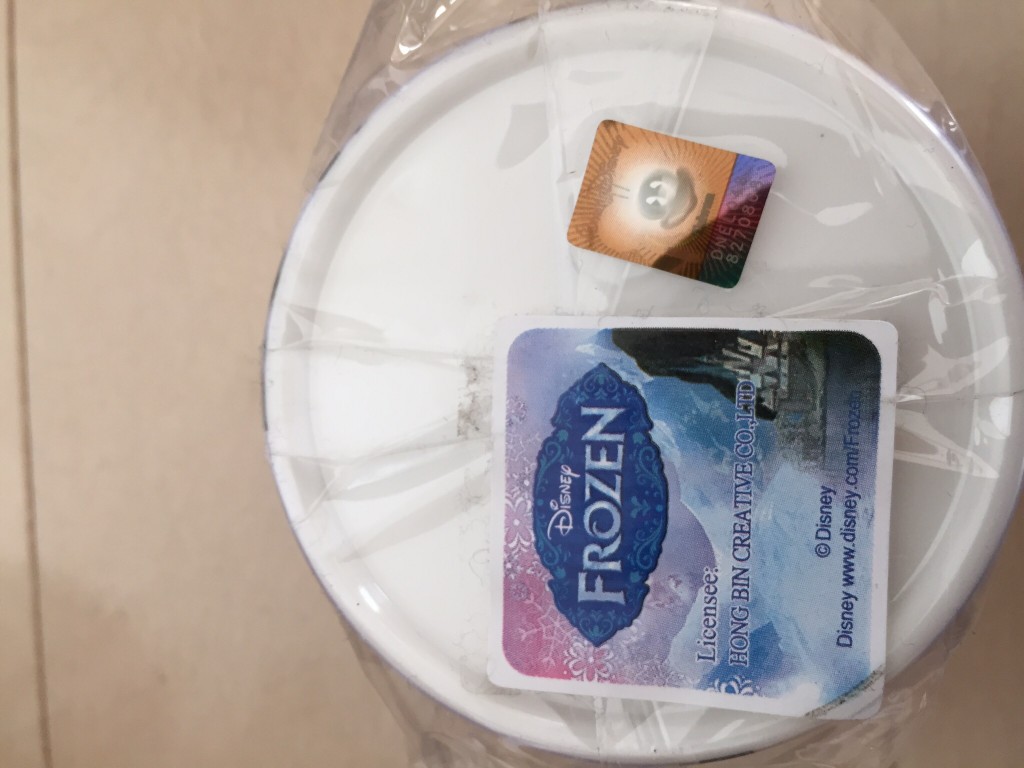 DISNEY
FROZEN
Licensee:
HONG BIN CREATIVE CO.,LTD
© Disney
Disney www.disney.com/Frozen